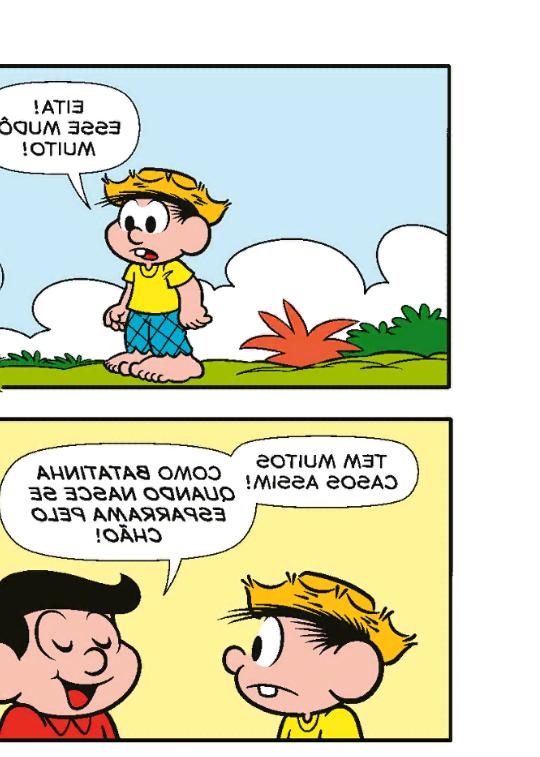 EITA!
ESSE MUDÔ
MUITO!
TEM MUITOS
CASOS ASSIM!
COMO BATATINHA
QUANDO NASCE SE
ESPARRAMA PELO
CHÃO!